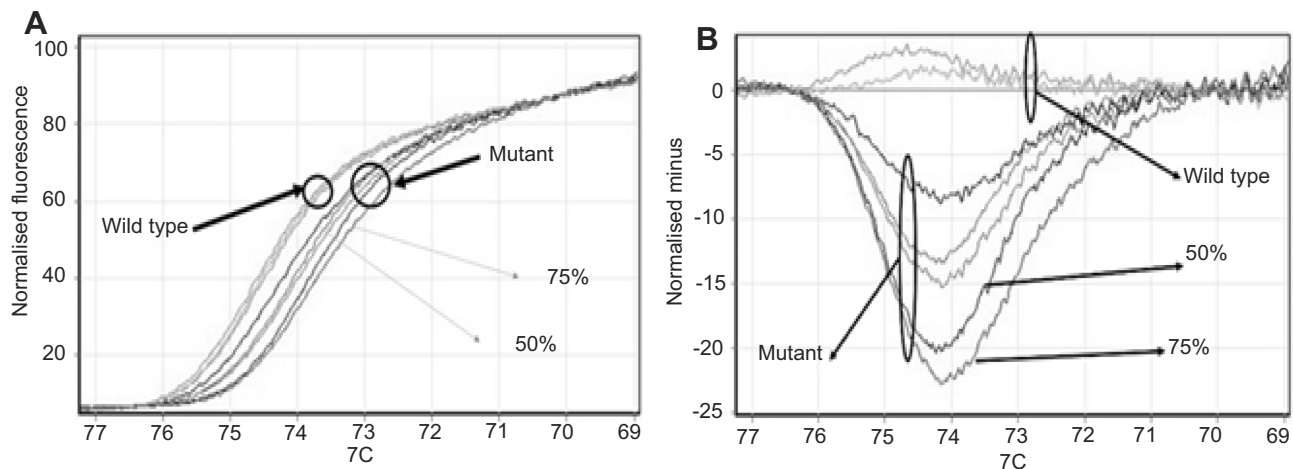 A
Normalised fluorescence
100
80
60
40
20
Wild type
Mutant
75%
50%
77 76 75 74 73 72 71 70 69
7C
B
Normalised minus
0
-5
-10
-15
-20
-25
Wild type
50%
75%
Mutant
77 76 75 74 73 72 71 70 69
7C